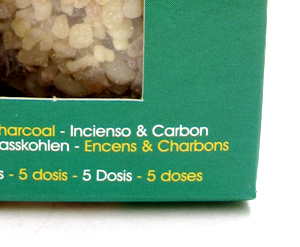 harcoal - Incienso & Carbon
asskohlen - Encens & Charbons
s - 5 dosis - 5 Dosis - 5 doses